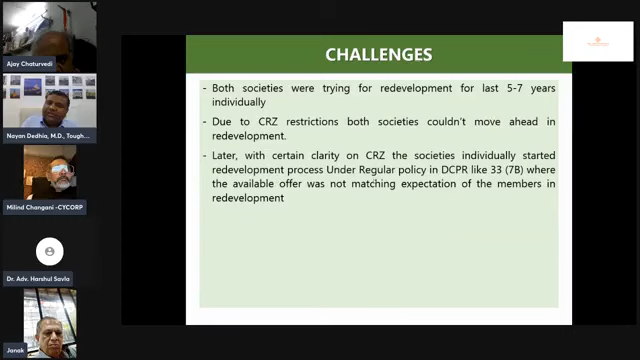 CHALLENGES
- Both societies were trying for redevelopment for last 5-7 years
individually
- Due to CRZ restrictions both societies couldn't move ahead in
redevelopment.
- Later, with certain clarity on CRZ the societies individually started
redevelopment process Under Regular policy in DCPR like 33 (7B) where
the available offer was not matching expectation of the members in
redevelopment
Ajay Chaturvedi
Nayan Dedhia, M.D., Tough...
Milind Changani -CYCORP
Dr. Adv. Harshul Savla
Janak